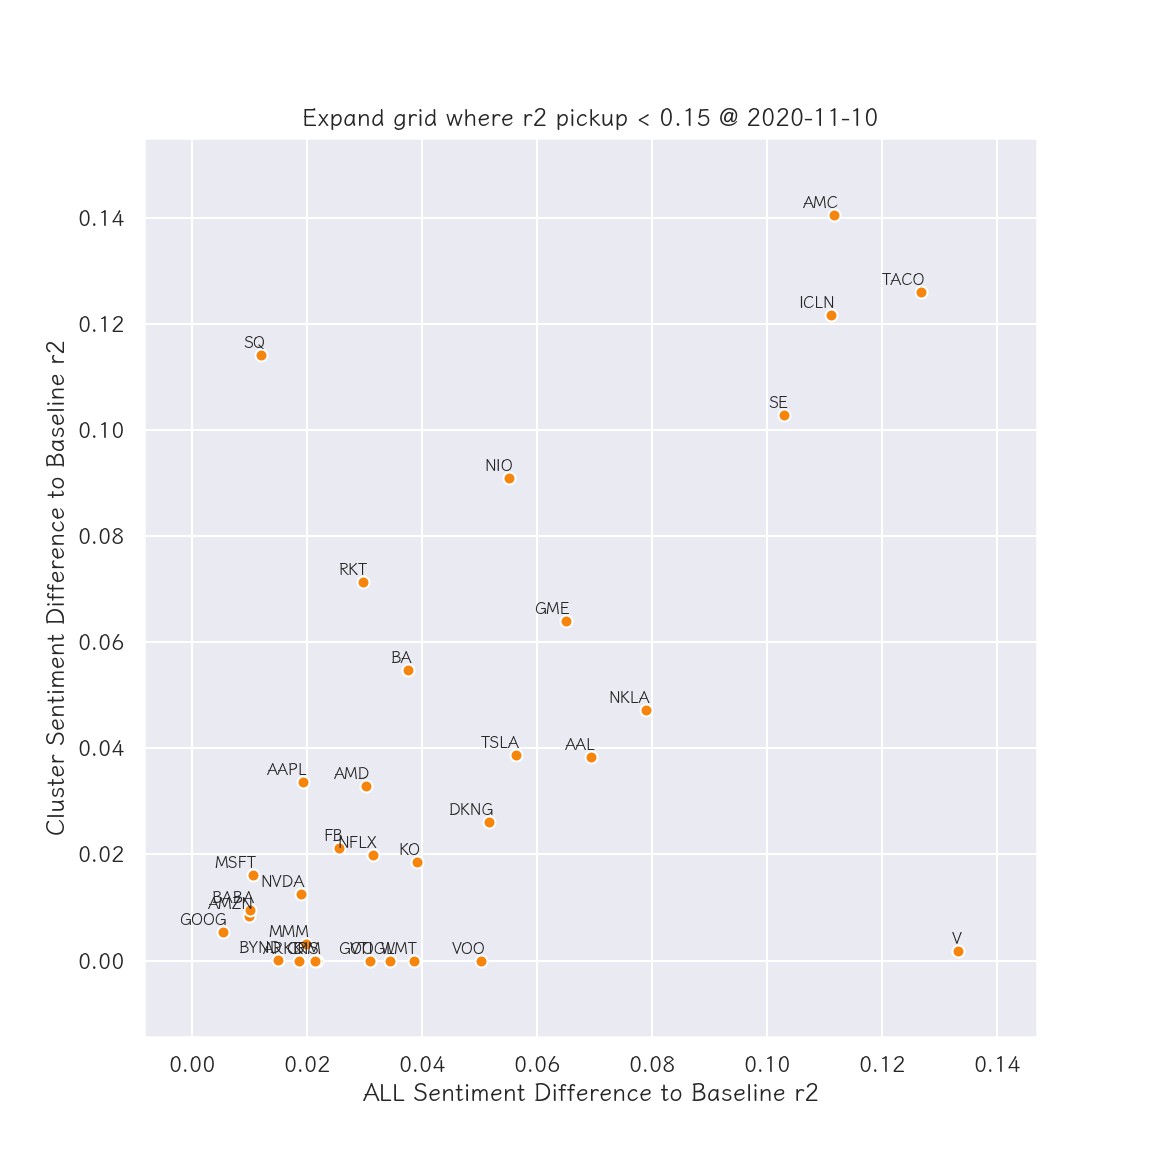 Expand grid where r2 pickup < 0.15 @ 2020-11-10
Cluster Sentiment Difference to Baseline r2
0.14
0.12
0.10
0.08
0.06
0.04
0.02
0.00
AMC
TACO
ICLN
SQ
SE
NIO
RKT
GME
BA
NKLA
TSLA
AAL
AAPL
AMD
DKNG
FB
NFLX
KO
MSFT
NVDA
BABA
AMZN
GOOG
MMM
BYND
WMT
VOO
V
0.00 0.02 0.04 0.06 0.08 0.10 0.12 0.14
ALL Sentiment Difference to Baseline r2